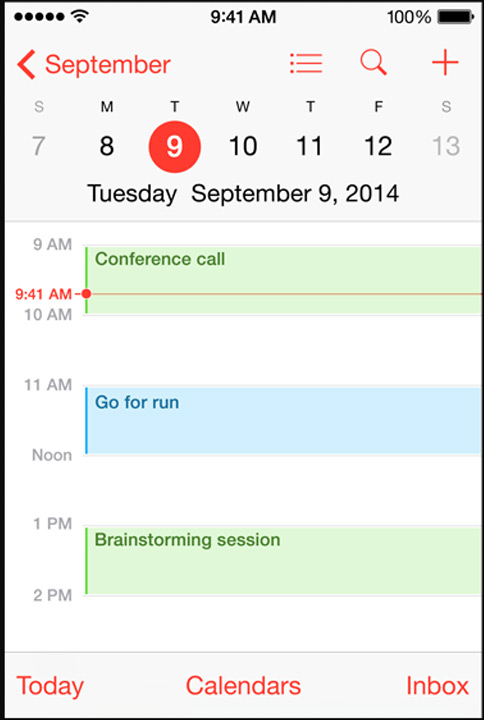 9:41 AM 100%
September
S M T W T F S
7 8 9 10 11 12 13
Tuesday September 9, 2014
9 AM
Conference call
9:41 AM
10 AM
11 AM
Go for run
Noon
1 PM
Brainstorming session
2 PM
Today Calendars Inbox